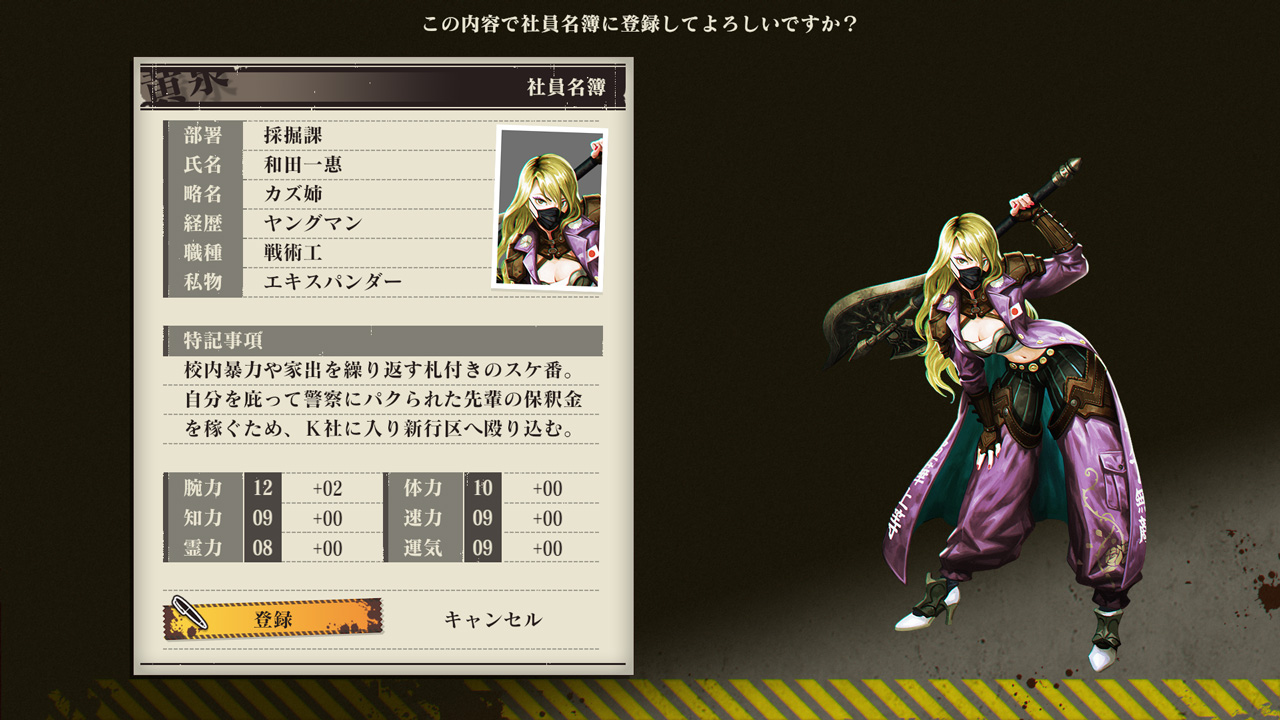 この内容で社員名簿に登録してよろしいですか？
黄泉
社員名簿
部署 採掘課
氏名 和田一惠
略名 カズ姉
経歴 ヤングマン
職種 戦術工
私物 エキスパンダー
特記事項
校内暴力や家出を繰り返す札付きのスケ番。
自分を庇って警察にパクられた先輩の保釈金
を稼ぐため、Ｋ社に入り新行区へ殴り込む。
腕力 12 +02 体力 10 +00
知力 09 +00 速力 09 +00
霊力 08 +00 運気 09 +00
登録 キャンセル